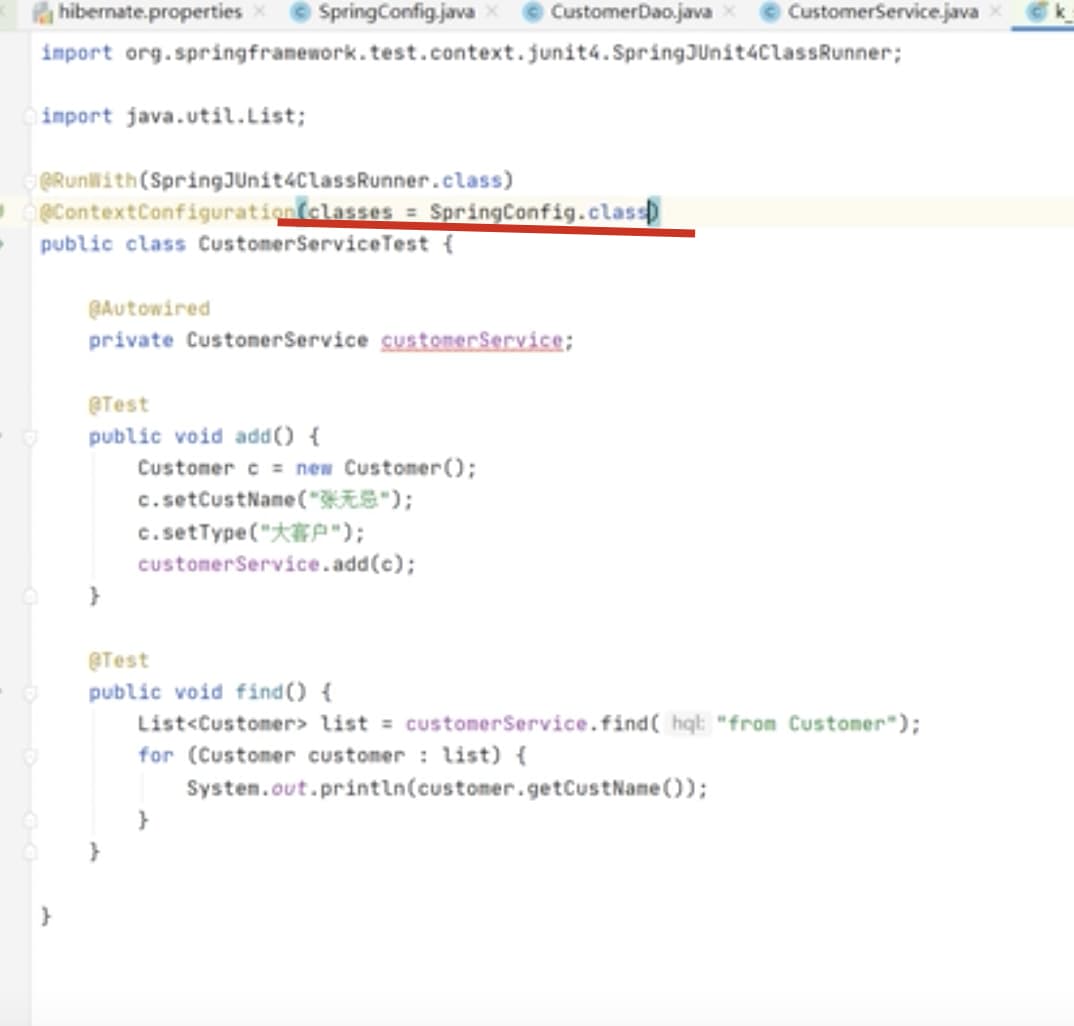 hibernate.properties SpringConfig.java CustomerDao.java CustomerService.java k_
import org.springframework.test.context.junit4.SpringJUnit4ClassRunner;
import java.util.List;
@RunWith(SpringJUnit4ClassRunner.class)
@ContextConfiguration(classes = SpringConfig.class)
public class CustomerServiceTest {
@Autowired
private CustomerService customerService;
@Test
public void add() {
Customer c = new Customer();
c.setCustName("张无忌");
c.setType("大客户");
customerService.add(c);
}
@Test
public void find() {
List<Customer> list = customerService.find( hql: "from Customer");
for (Customer customer : list) {
System.out.println(customer.getCustName());
}
}
}